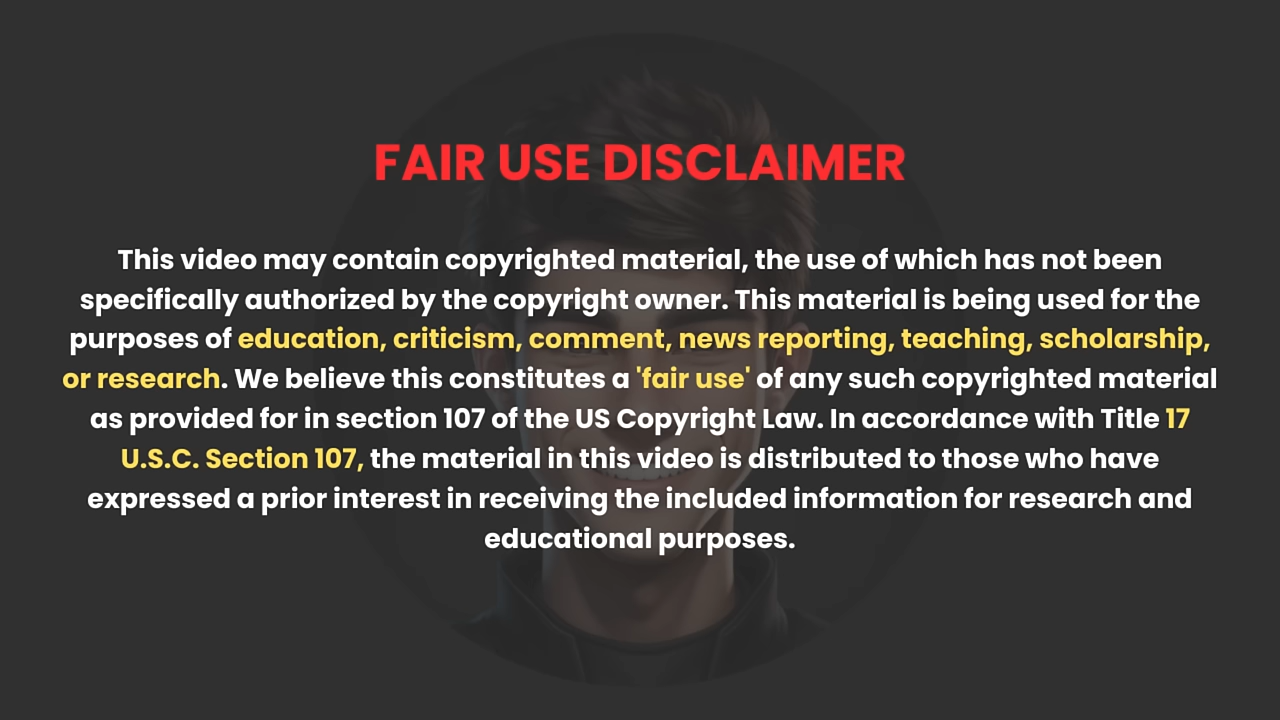 FAIR USE DISCLAIMER
This video may contain copyrighted material, the use of which has not been
specifically authorized by the copyright owner. This material is being used for the
purposes of education, criticism, comment, news reporting, teaching, scholarship,
or research. We believe this constitutes a 'fair use' of any such copyrighted material
as provided for in section 107 of the US Copyright Law. In accordance with Title 17
U.S.C. Section 107, the material in this video is distributed to those who have
expressed a prior interest in receiving the included information for research and
educational purposes.